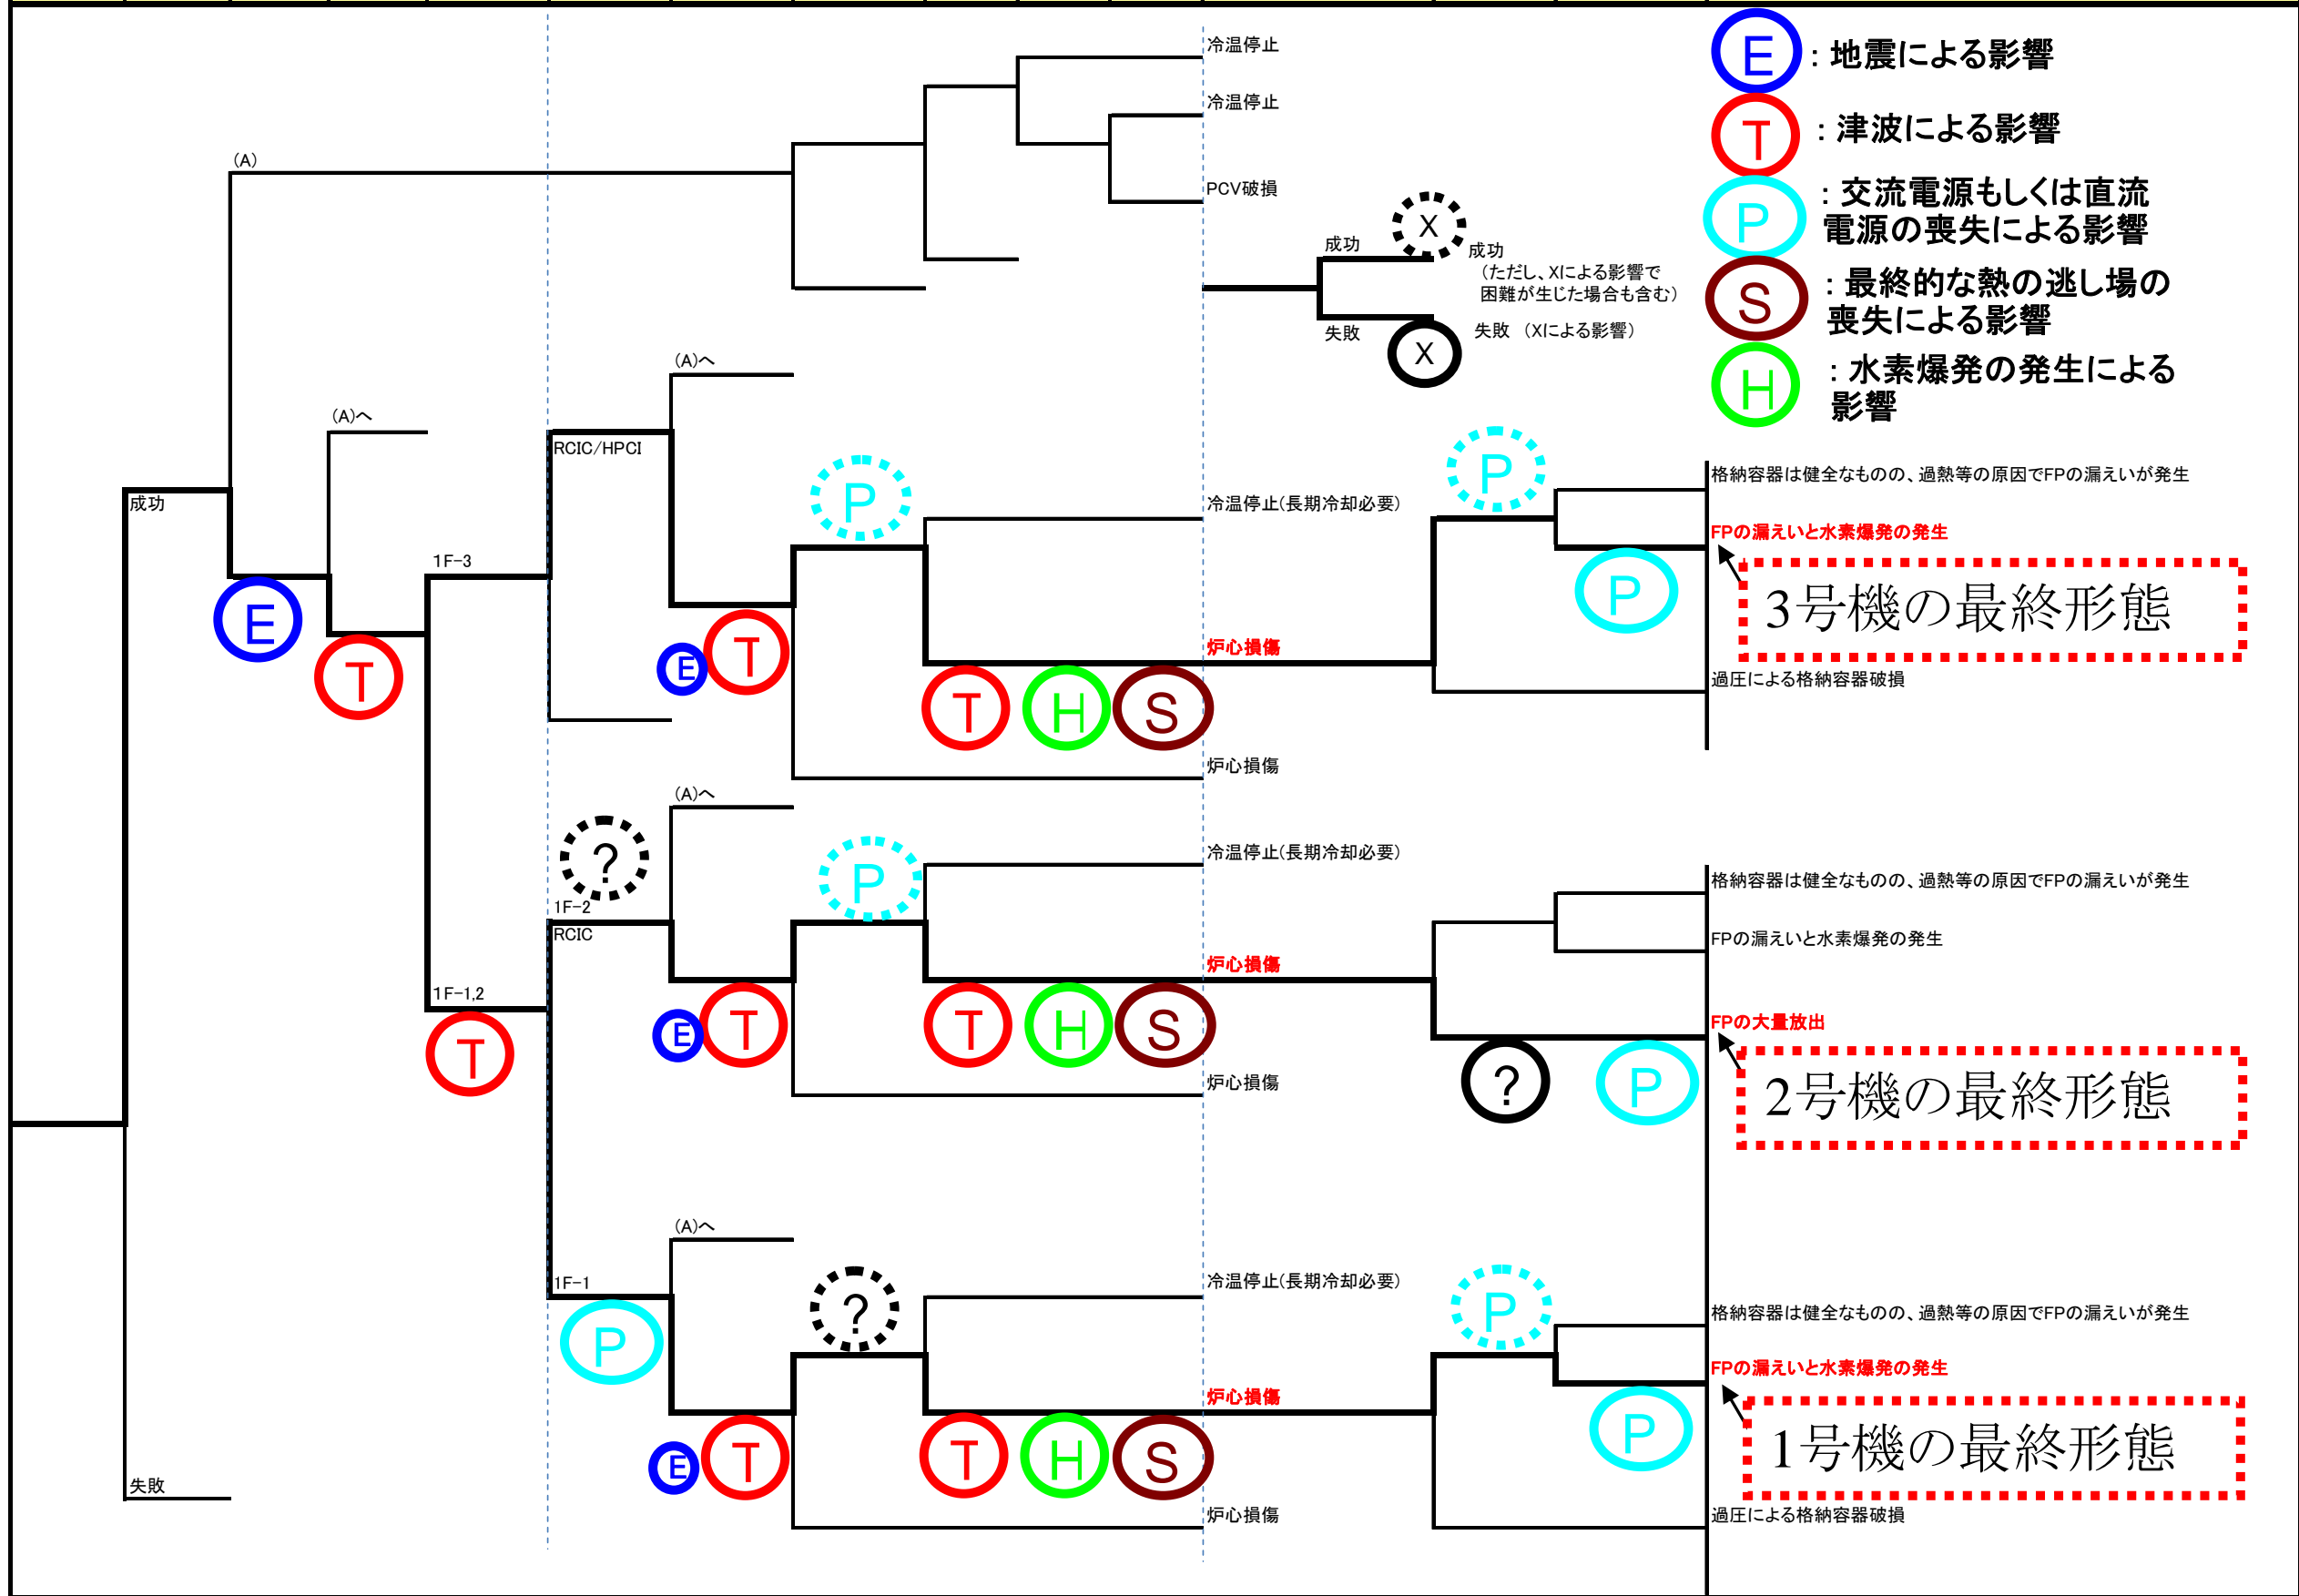 冷温停止
冷温停止
(A)
PCV破損
E
:地震による影響
T
:津波による影響
P
:交流電源もしくは直流
電源の喪失による影響
S
:最終的な熱の逃し場の
喪失による影響
H
:水素爆発の発生による
影響
X
成功
成功
(ただし、Xによる影響で
困難が生じた場合も含む)
失敗
失敗 (Xによる影響)
X
(A)へ
(A)へ
RCIC/HPCI
成功
P
冷温停止(長期冷却必要)
P
格納容器は健全なものの、過熱等の原因でFPの漏えいが発生
FPの漏えいと水素爆発の発生
1F-3
E
P
3号機の最終形態
T
E
T
炉心損傷
T
H
S
過圧による格納容器破損
炉心損傷
(A)へ
?
P
冷温停止(長期冷却必要)
格納容器は健全なものの、過熱等の原因でFPの漏えいが発生
1F-2
RCIC
FPの漏えいと水素爆発の発生
炉心損傷
1F-1,2
T
E
T
T
H
S
FPの大量放出
?
P
2号機の最終形態
炉心損傷
(A)へ
1F-1
P
?
冷温停止(長期冷却必要)
P
格納容器は健全なものの、過熱等の原因でFPの漏えいが発生
FPの漏えいと水素爆発の発生
炉心損傷
E
T
T
H
S
P
1号機の最終形態
失敗
炉心損傷
過圧による格納容器破損